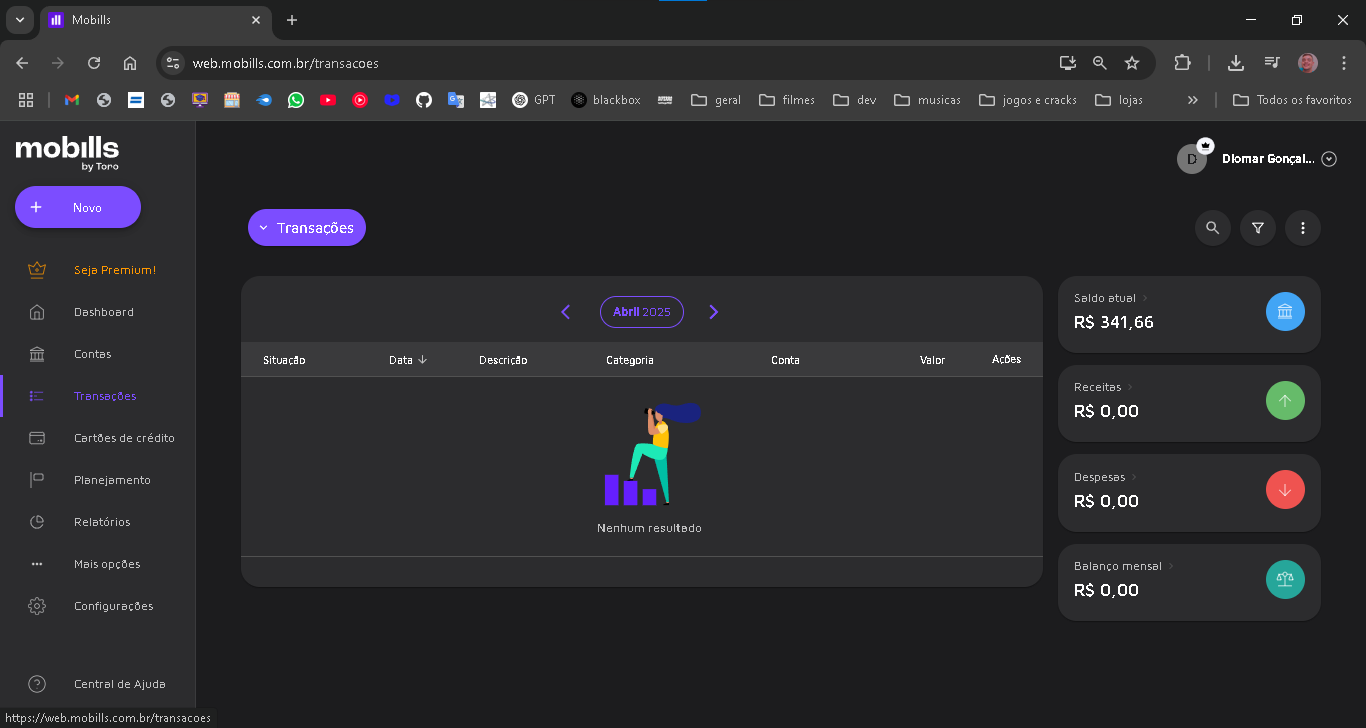 Mobills
web.mobills.com.br/transacoes
GPT
blackbox
geral
filmes
dev
musicas
jogos e cracks
lojas
Todos os favoritos
mobills
by Toro
D
Diomar Gonçal...
+ Novo
Transações
Seja Premium!
Dashboard
Contas
Transações
Cartões de crédito
Planejamento
Relatórios
Mais opções
Configurações
Central de Ajuda
Abril 2025
Situação Data Descrição Categoria Conta Valor Ações
Nenhum resultado
Saldo atual
R$ 341,66
Receitas
R$ 0,00
Despesas
R$ 0,00
Balanço mensal
R$ 0,00
https://web.mobills.com.br/transacoes